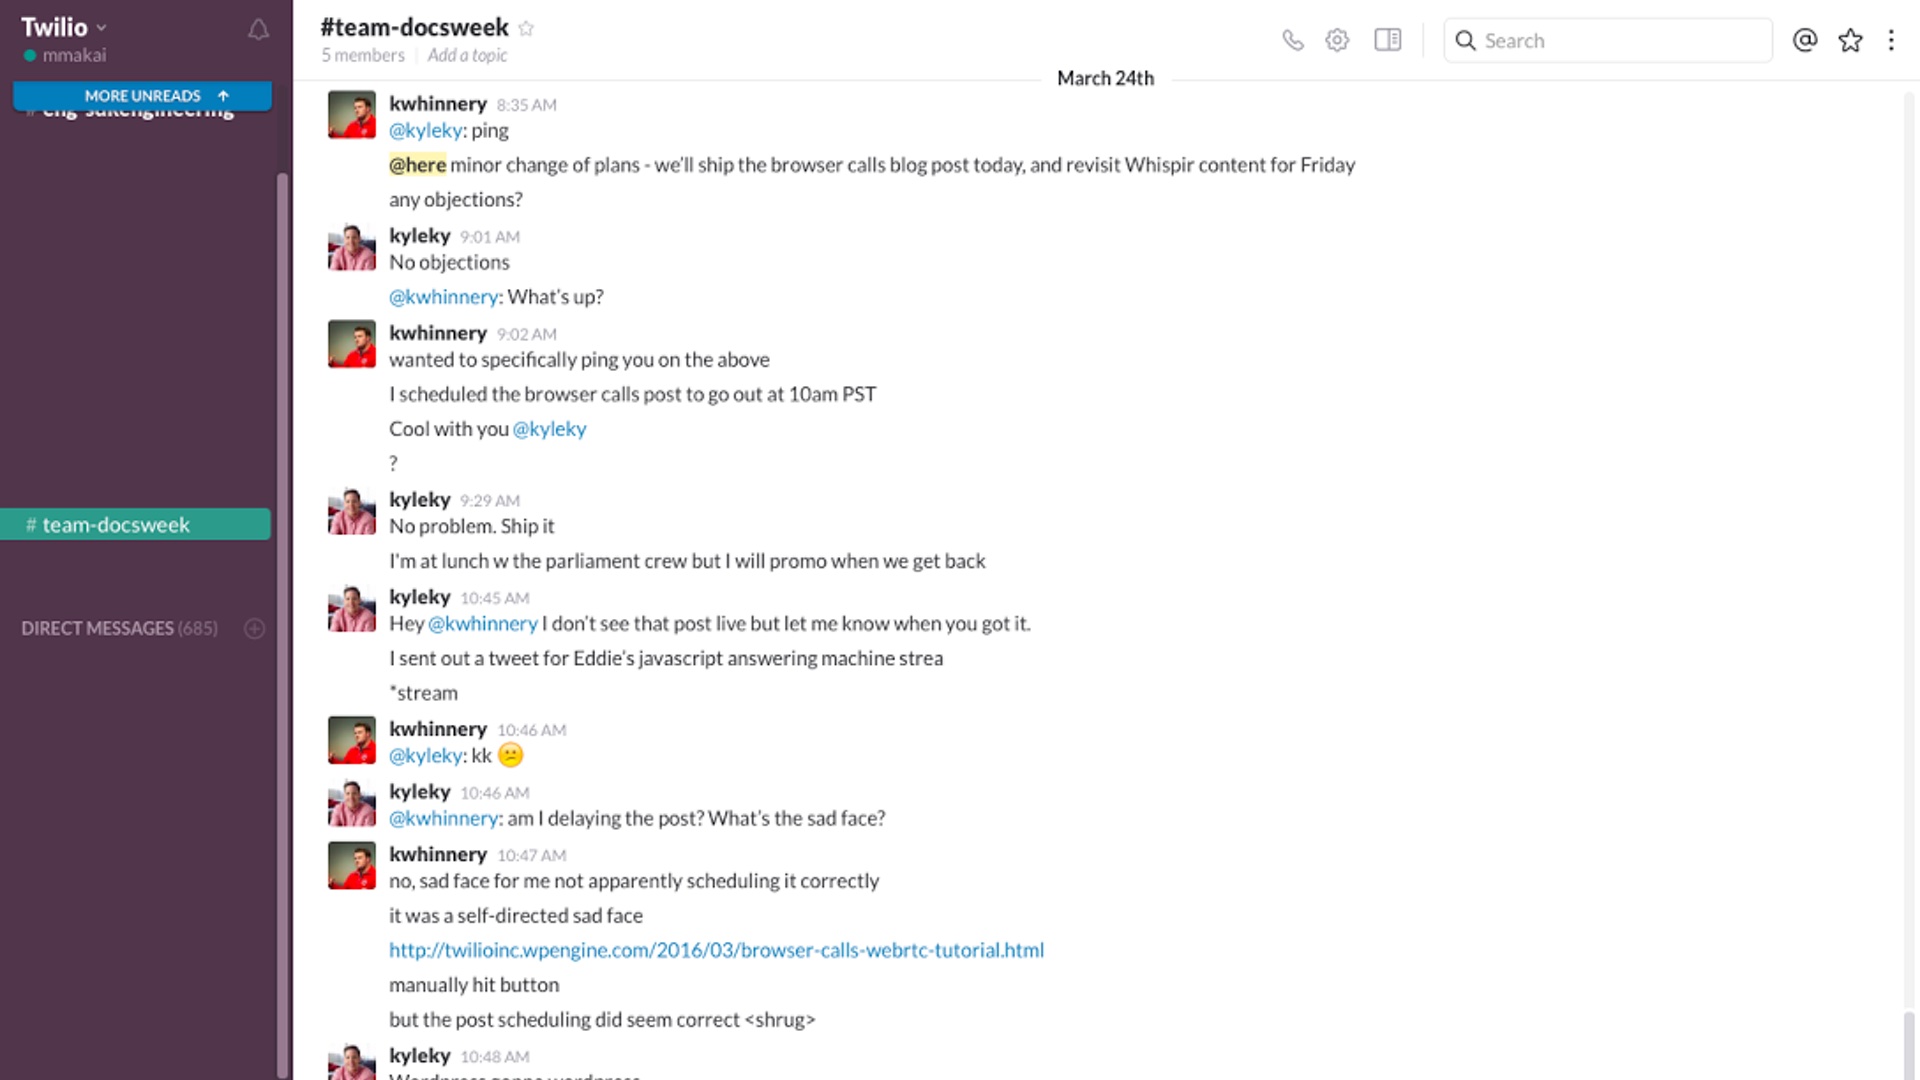 Twilio
mmakai
MORE UNREADS
# eng-sdkengineering
# team-docsweek
DIRECT MESSAGES (685)
#team-docsweek
5 members
Add a topic
Search
March 24th
kwhinnery 8:35 AM
@kyleky: ping
@here minor change of plans - we'll ship the browser calls blog post today, and revisit Whispir content for Friday
any objections?
kyleky 9:01 AM
No objections
@kwhinnery: What's up?
kwhinnery 9:02 AM
wanted to specifically ping you on the above
I scheduled the browser calls post to go out at 10am PST
Cool with you @kyleky
?
kyleky 9:29 AM
No problem. Ship it
I'm at lunch w the parliament crew but I will promo when we get back
kyleky 10:45 AM
Hey @kwhinnery I don't see that post live but let me know when you got it.
I sent out a tweet for Eddie's javascript answering machine strea
*stream
kwhinnery 10:46 AM
@kyleky: kk
kyleky 10:46 AM
@kwhinnery: am I delaying the post? What's the sad face?
kwhinnery 10:47 AM
no, sad face for me not apparently scheduling it correctly
it was a self-directed sad face
http://twilioinc.wpengine.com/2016/03/browser-calls-webrtc-tutorial.html
manually hit button
but the post scheduling did seem correct <shrug>
kyleky 10:48 AM
Wordpress gonna wordpress